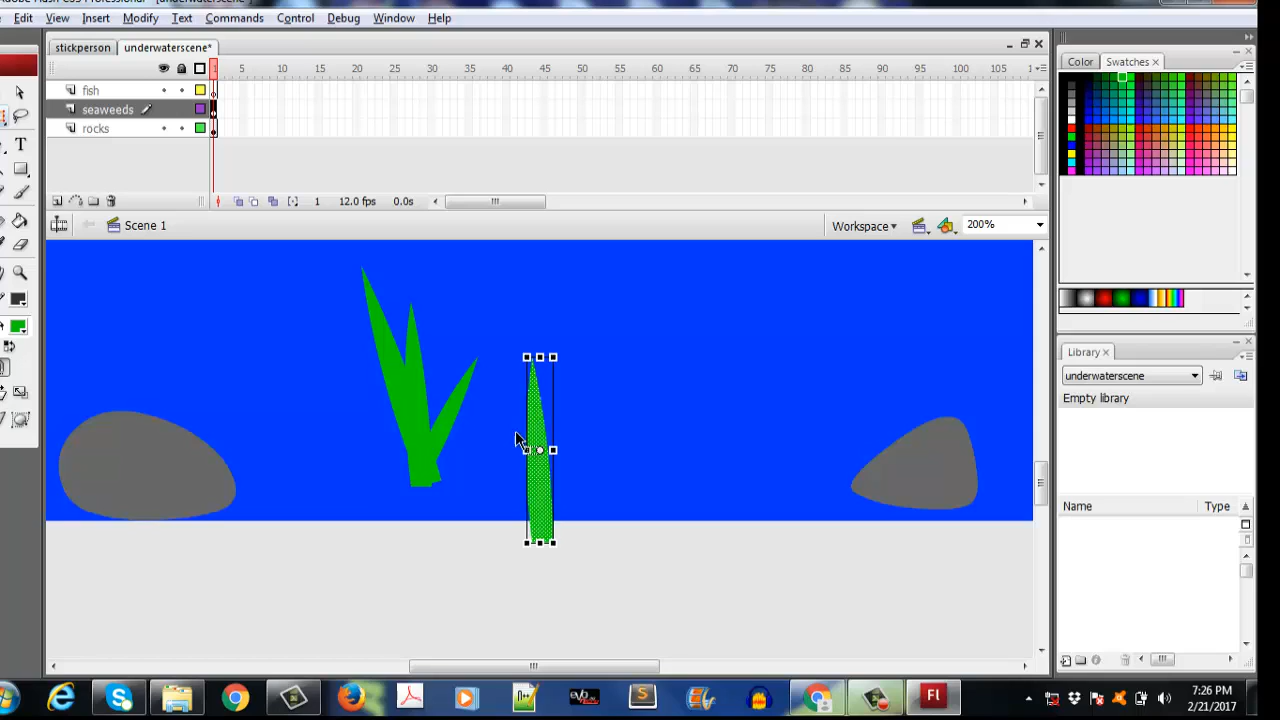 Edit Insert Modify Text Commands Control Debug Window Help
stickperson underwaterscene*
5 10 15 20 25 30 35 40 45 50 55 60 65 70 75 80 85 90 95 100 105 1
fish
seaweeds
rocks
1 12.0 fps 0.0s
Scene 1
Workspace
200%
Color Swatches
Library
underwaterscene
Empty library
Name Type
7:26 PM
2/21/2017
Fl